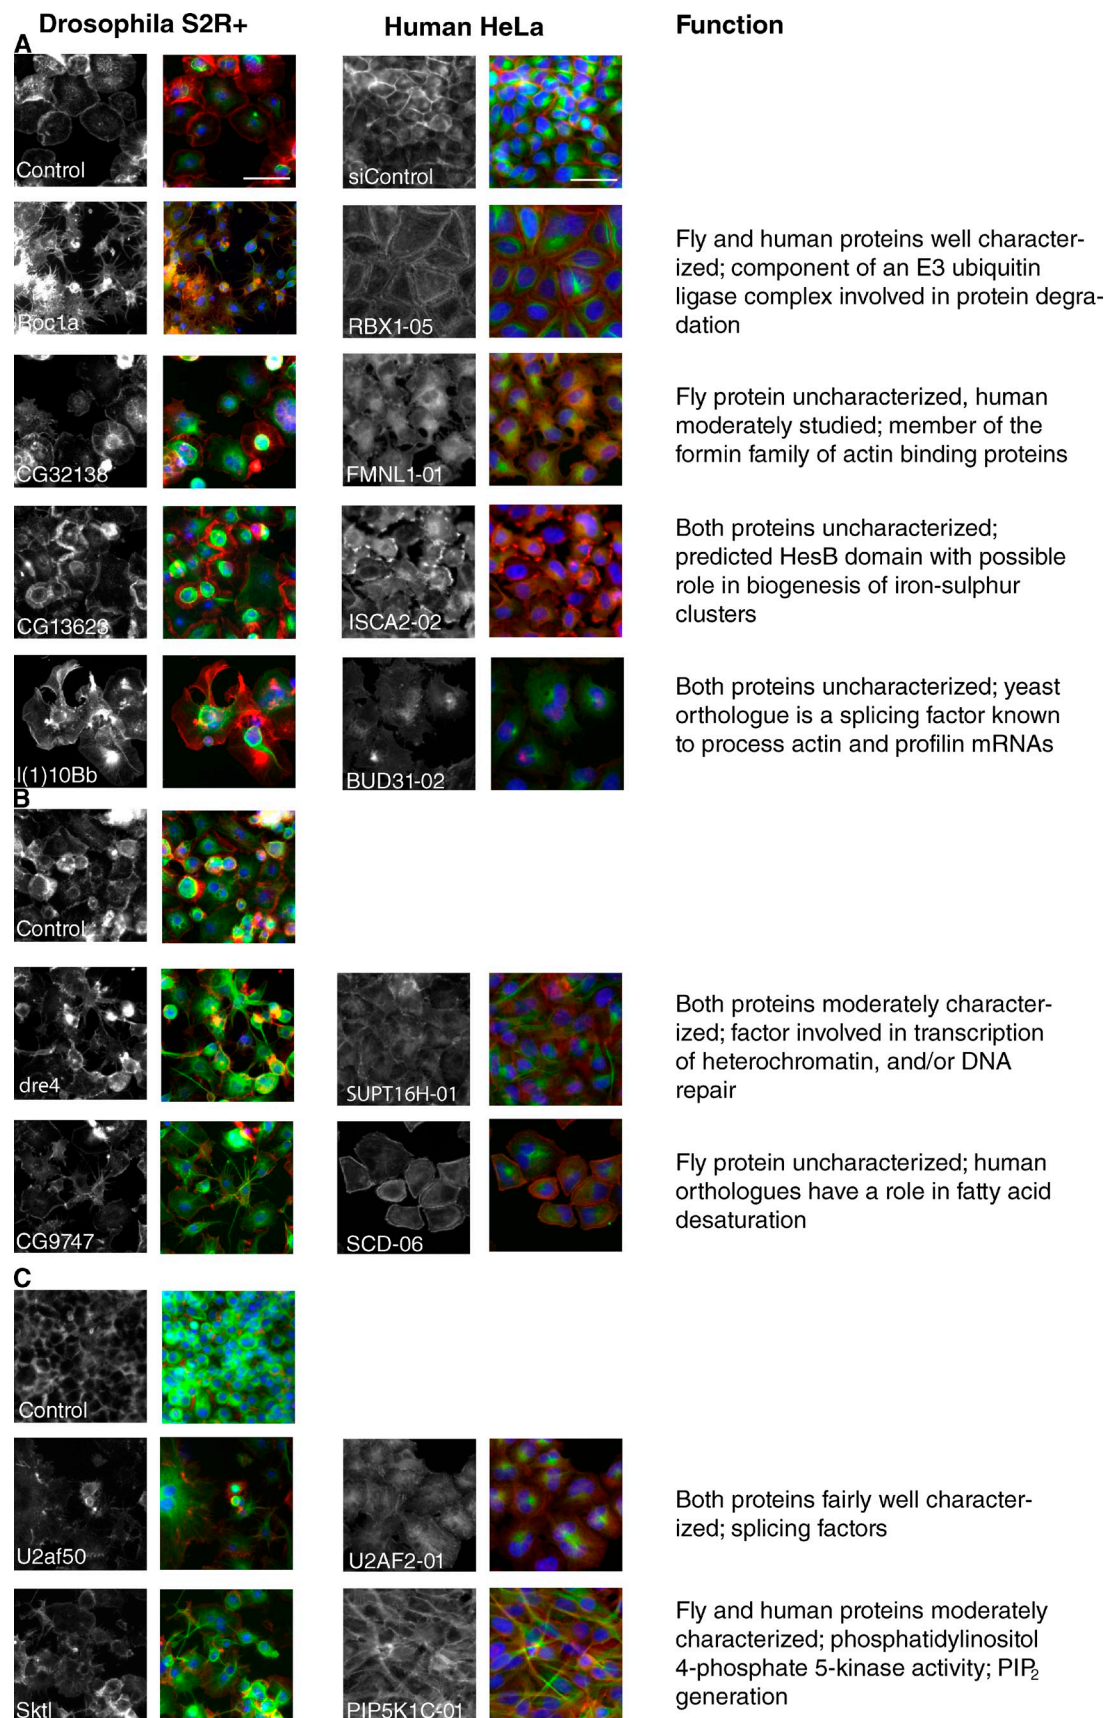 Drosophila S2R+
Human HeLa
Function
A
Control
siControl
Roc1a
RBX1-05
Fly and human proteins well character-
ized; component of an E3 ubiquitin
ligase complex involved in protein degra-
dation
CG32138
FMNL1-01
Fly protein uncharacterized, human
moderately studied; member of the
formin family of actin binding proteins
CG13623
ISCA2-02
Both proteins uncharacterized;
predicted HesB domain with possible
role in biogenesis of iron-sulphur
clusters
l(1)10Bb
BUD31-02
Both proteins uncharacterized; yeast
orthologue is a splicing factor known
to process actin and profilin mRNAs
B
Control
dre4
SUPT16H-01
Both proteins moderately character-
ized; factor involved in transcription
of heterochromatin, and/or DNA
repair
CG9747
SCD-06
Fly protein uncharacterized; human
orthologues have a role in fatty acid
desaturation
C
Control
U2af50
U2AF2-01
Both proteins fairly well character-
ized; splicing factors
Sktl
PIP5K1C-01
Fly and human proteins moderately
characterized; phosphatidylinositol
4-phosphate 5-kinase activity; PIP2
generation